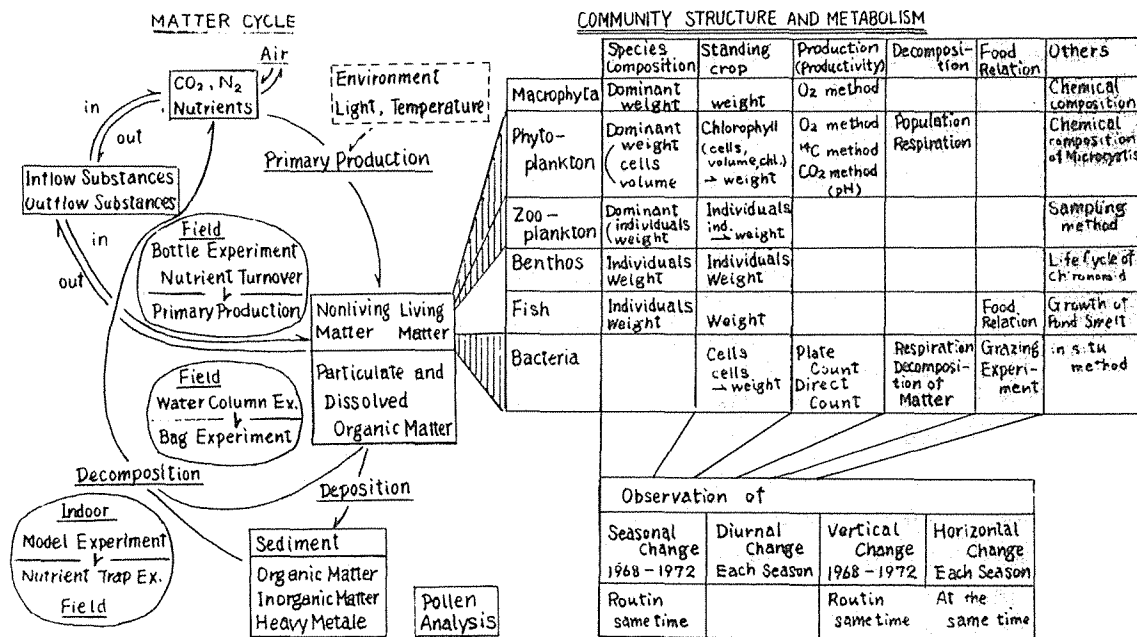 MATTER CYCLE
Air
CO₂, N₂
Nutrients
in
out
Environment
Light, Temperature
Primary Production
Inflow Substances
Outflow Substances
in
out
Field
Bottle Experiment
Nutrient Turnover
Primary Production
Nonliving Living
Matter Matter
Particulate and
Dissolved
Organic Matter
Field
Water Column Ex.
Bag Experiment
Decomposition
Deposition
Indoor
Model Experiment
Nutrient Trap Ex.
Field
Sediment
Organic Matter
Inorganic Matter
Heavy Metale
Pollen
Analysis
COMMUNITY STRUCTURE AND METABOLISM
Species
Composition
Standing
crop
Production
(Productivity)
Decomposi-
tion
Food
Relation
Others
Macrophyta
Dominant
weight
weight
O₂ method
Chemical
composition
Phyto-
plankton
Dominant
weight
(cells
volume
Chlorophyll
(cells,
volume, chl.)
→ weight
O₂ method
¹⁴C method
CO₂ method
(pH)
Population
Respiration
Chemical
composition
of Microcystis
Zoo-
plankton
Dominant
(individuals
weight
Individuals
ind.
→ weight
Sampling
method
Benthos
Individuals
Weight
Individuals
Weight
Life Cycle of
Fish
Individuals
Weight
Weight
Food
Relation
Growth of
Pond Smelt
Bacteria
Cells
cells
→ weight
Plate
Count
Direct
Count
Respiration
Decomposi-
tion of
Matter
Grazing
Experi-
ment
in situ
method
Observation of
Seasonal
Change
1968-1972
Diurnal
Change
Each Season
Vertical
Change
1968-1972
Horizontal
Change
Each Season
Routin
same time
Routin
same time
At the
same time